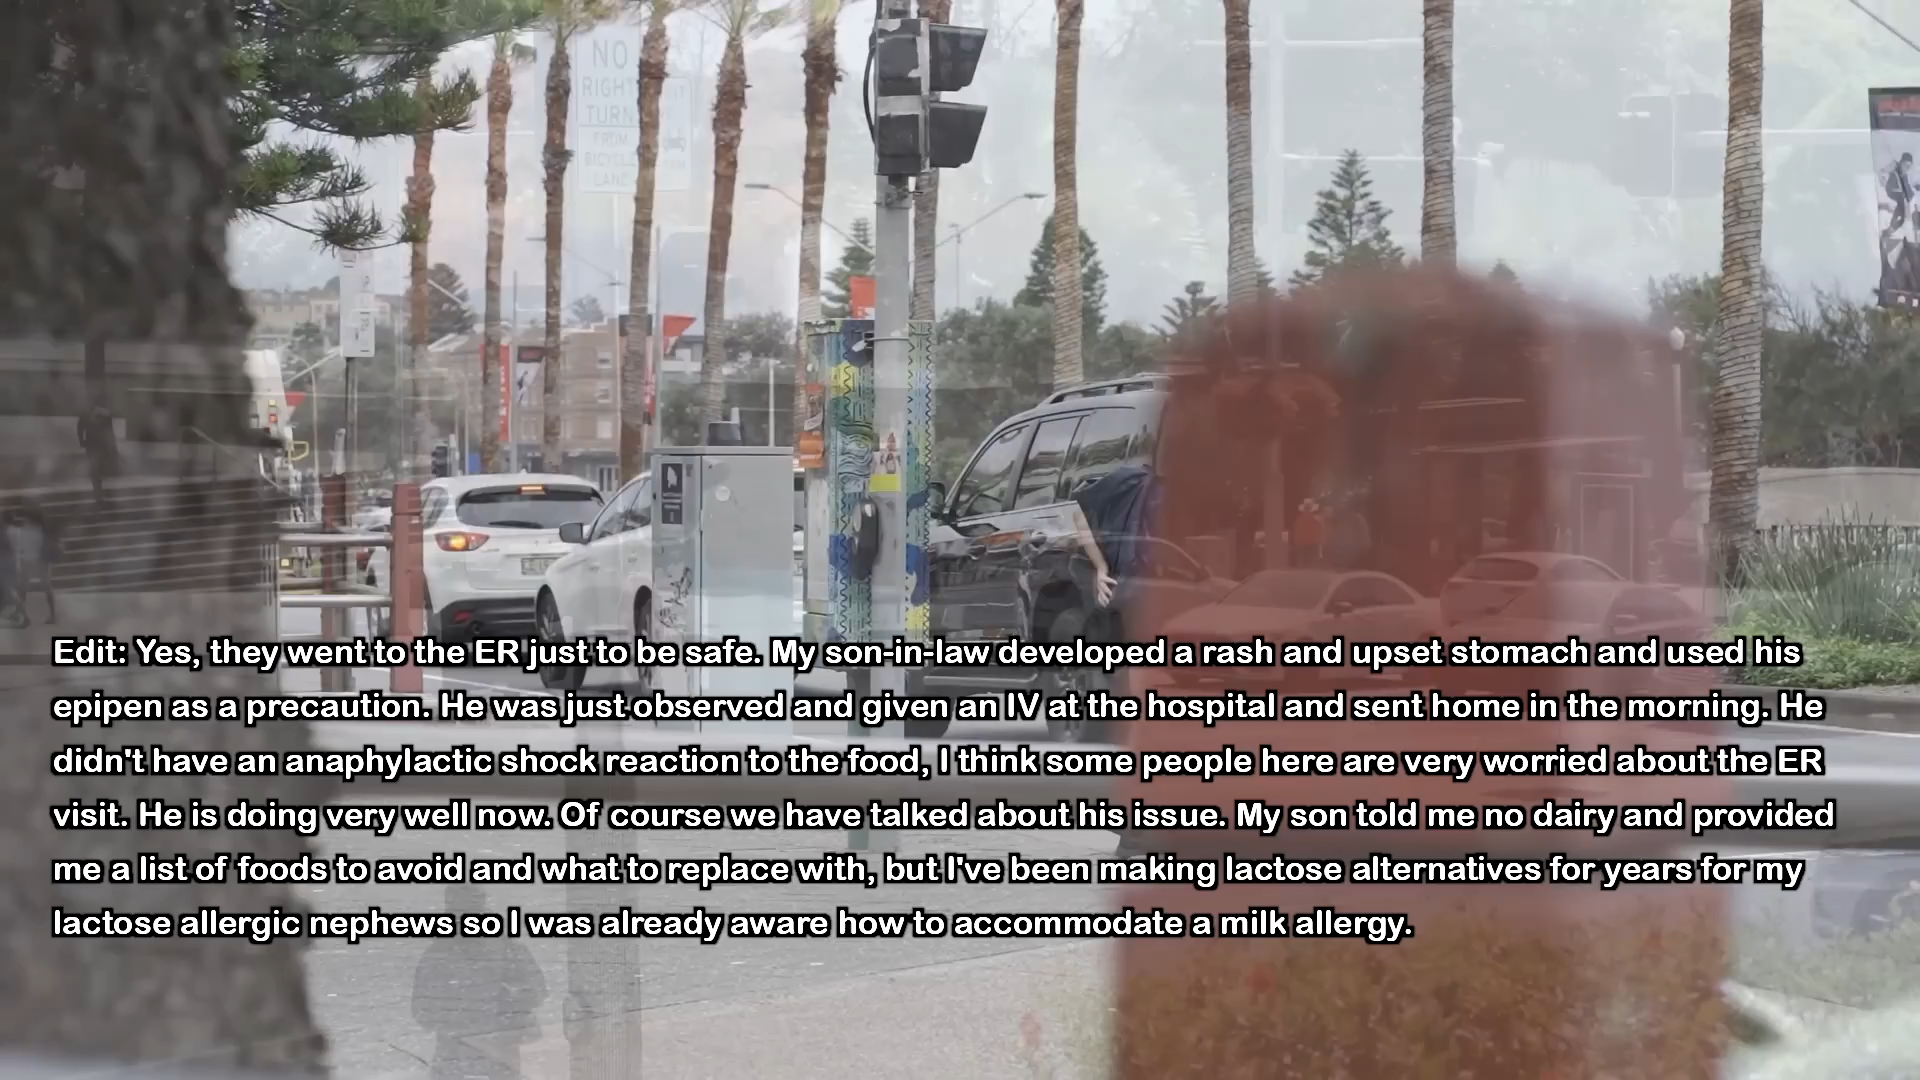 NO
RIGHT
TURN
FROM
BICYCLE
LANE
Edit: Yes, they went to the ER just to be safe. My son-in-law developed a rash and upset stomach and used his
epipen as a precaution. He was just observed and given an IV at the hospital and sent home in the morning. He
didn't have an anaphylactic shock reaction to the food, I think some people here are very worried about the ER
visit. He is doing very well now. Of course we have talked about his issue. My son told me no dairy and provided
me a list of foods to avoid and what to replace with, but I've been making lactose alternatives for years for my
lactose allergic nephews so I was already aware how to accommodate a milk allergy.